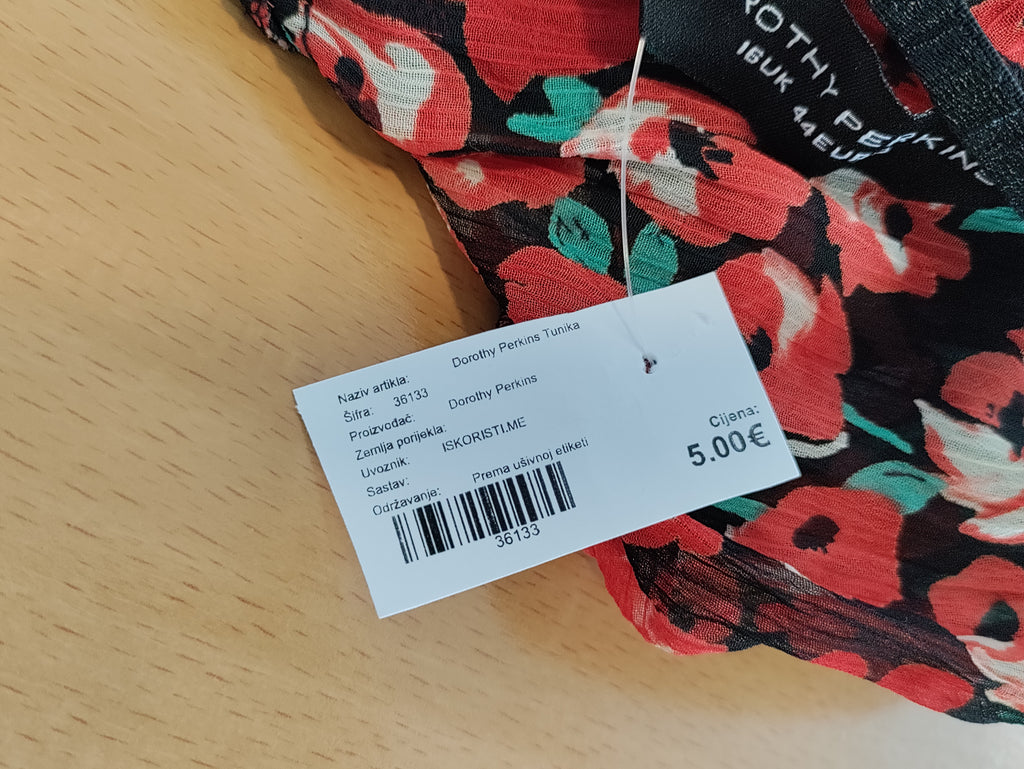 DOROTHY PERKINS
16UK 44EUR
Naziv artikla: Dorothy Perkins Tunika
Šifra: 36133
Proizvođač: Dorothy Perkins
Zemlja porijekla:
Uvoznik: ISKORISTI.ME
Sastav:
Održavanje: Prema ušivnoj etiketi
36133
Cijena:
5.00€